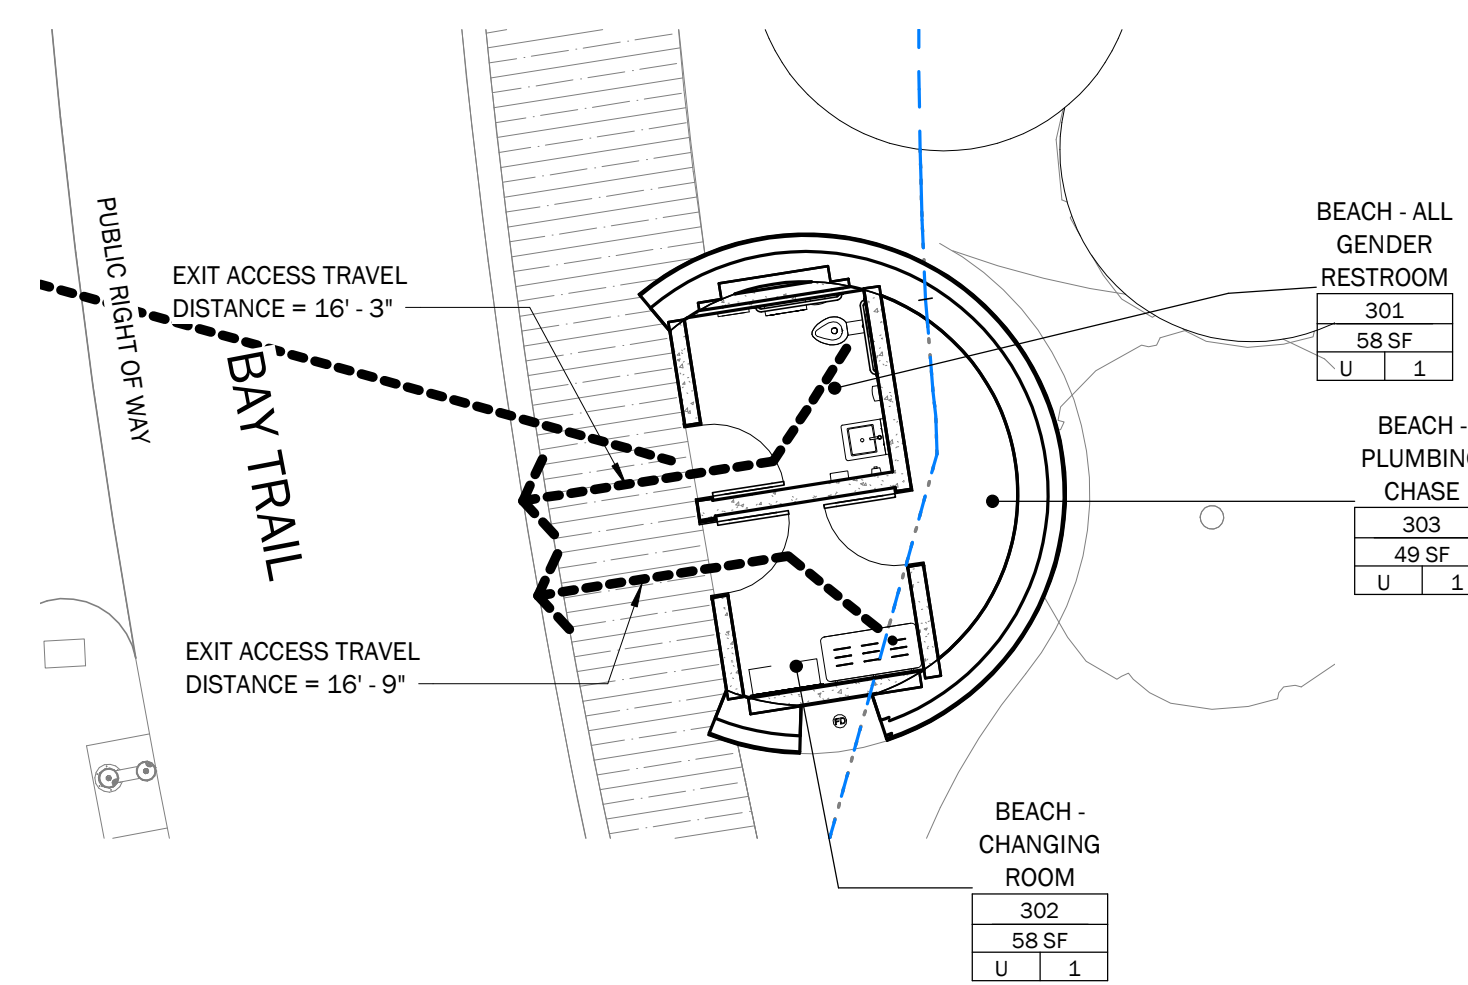 PUBLIC RIGHT OF WAY
EXIT ACCESS TRAVEL
DISTANCE = 16' - 3"
BAY TRAIL
EXIT ACCESS TRAVEL
DISTANCE = 16' - 9"
BEACH - ALL
GENDER
RESTROOM
301
58 SF
U 1
BEACH -
PLUMBING
CHASE
303
49 SF
U 1
FD
BEACH -
CHANGING
ROOM
302
58 SF
U 1